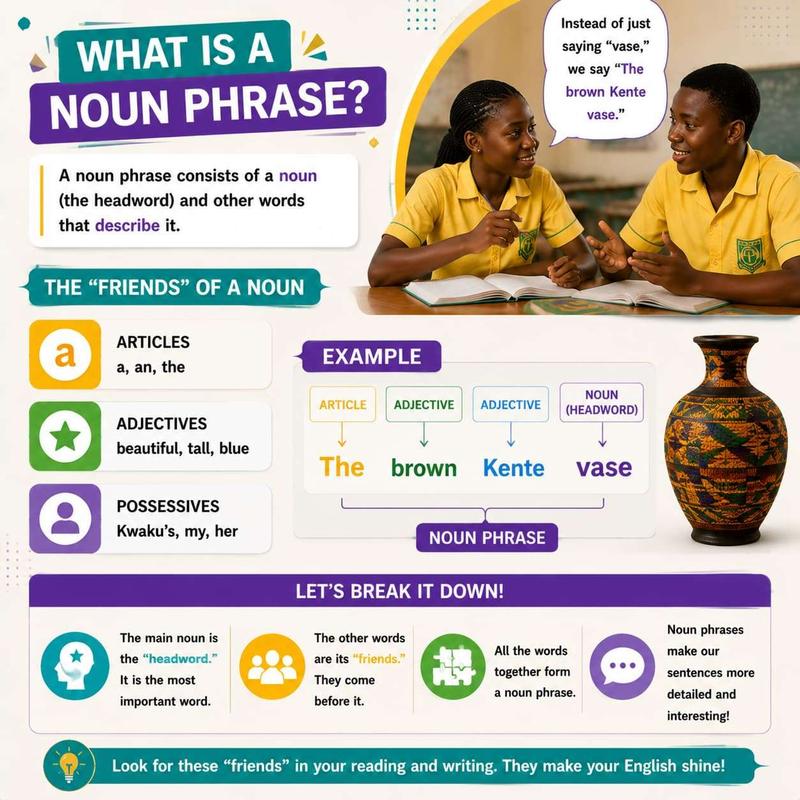 WHAT IS A
NOUN PHRASE?
Instead of just
saying “vase,”
we say “The
brown Kente
vase.”
A noun phrase consists of a noun
(the headword) and other words
that describe it.
THE “FRIENDS” OF A NOUN
a
ARTICLES
a, an, the
ADJECTIVES
beautiful, tall, blue
POSSESSIVES
Kwaku’s, my, her
EXAMPLE
ARTICLE
The
ADJECTIVE
brown
ADJECTIVE
Kente
NOUN
(HEADWORD)
vase
NOUN PHRASE
LET’S BREAK IT DOWN!
The main noun is
the “headword.”
It is the most
important word.
The other words
are its “friends.”
They come
before it.
All the words
together form
a noun phrase.
Noun phrases
make our
sentences more
detailed and
interesting!
Look for these “friends” in your reading and writing. They make your English shine!